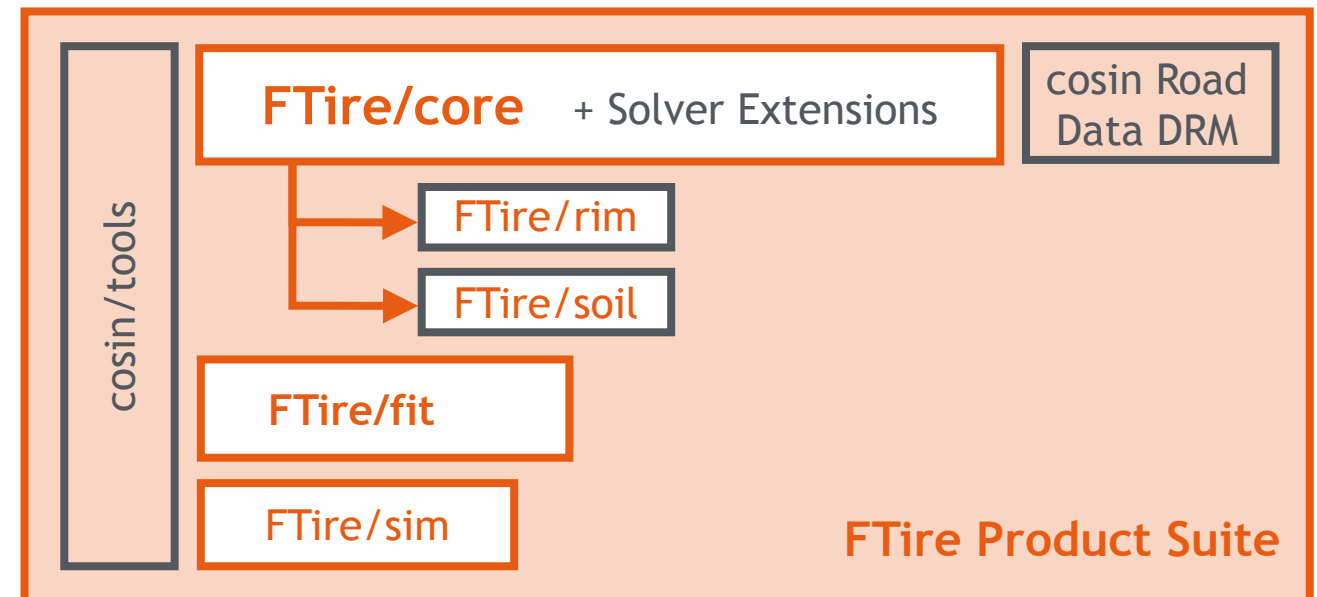 FTire/core + Solver Extensions
cosin Road
Data DRM
cosin/tools
FTire/rim
FTire/soil
FTire/fit
FTire/sim
FTire Product Suite